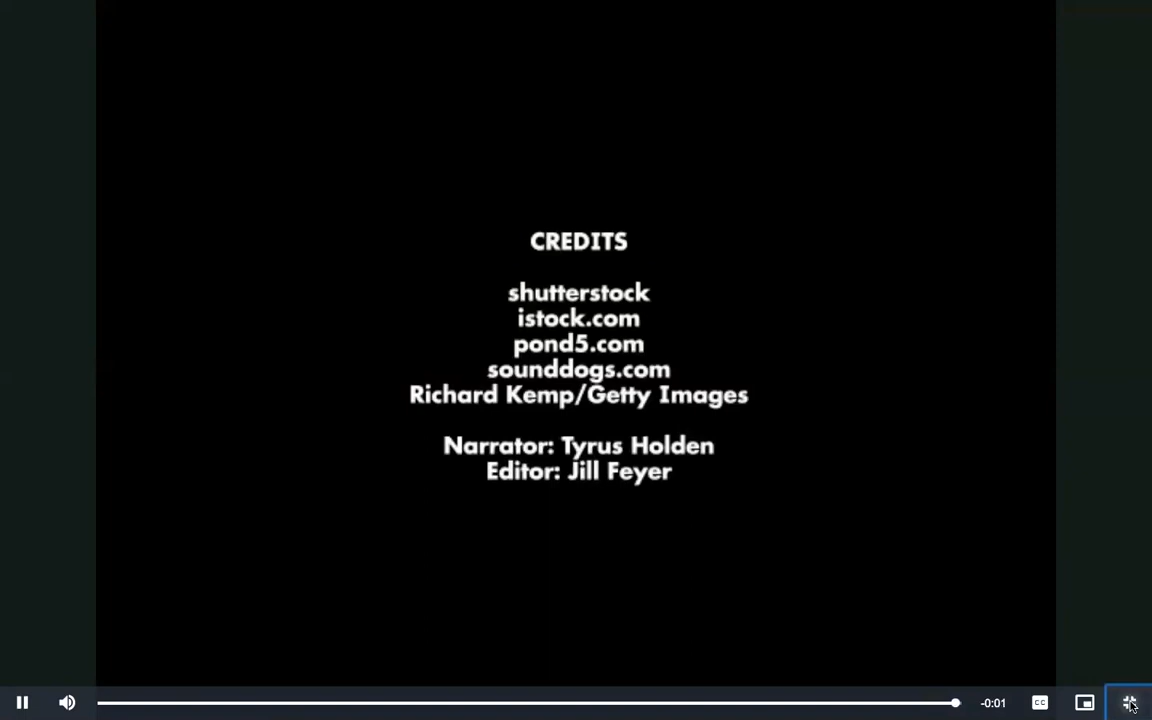 CREDITS
shutterstock
istock.com
pond5.com
sounddogs.com
Richard Kemp/Getty Images
Narrator: Tyrus Holden
Editor: Jill Feyer
-0:01
CC